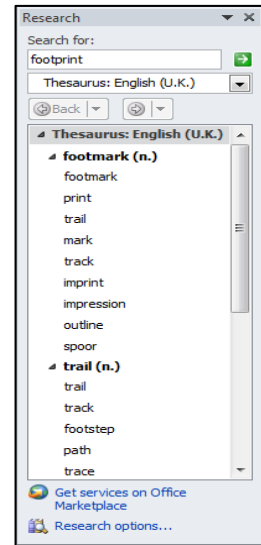 Research
Search for:
footprint
Thesaurus: English (U.K.)
Back
Thesaurus: English (U.K.)
footmark (n.)
footmark
print
trail
mark
track
imprint
impression
outline
spoor
trail (n.)
trail
track
footstep
path
trace
Get services on Office
Marketplace
Research options...